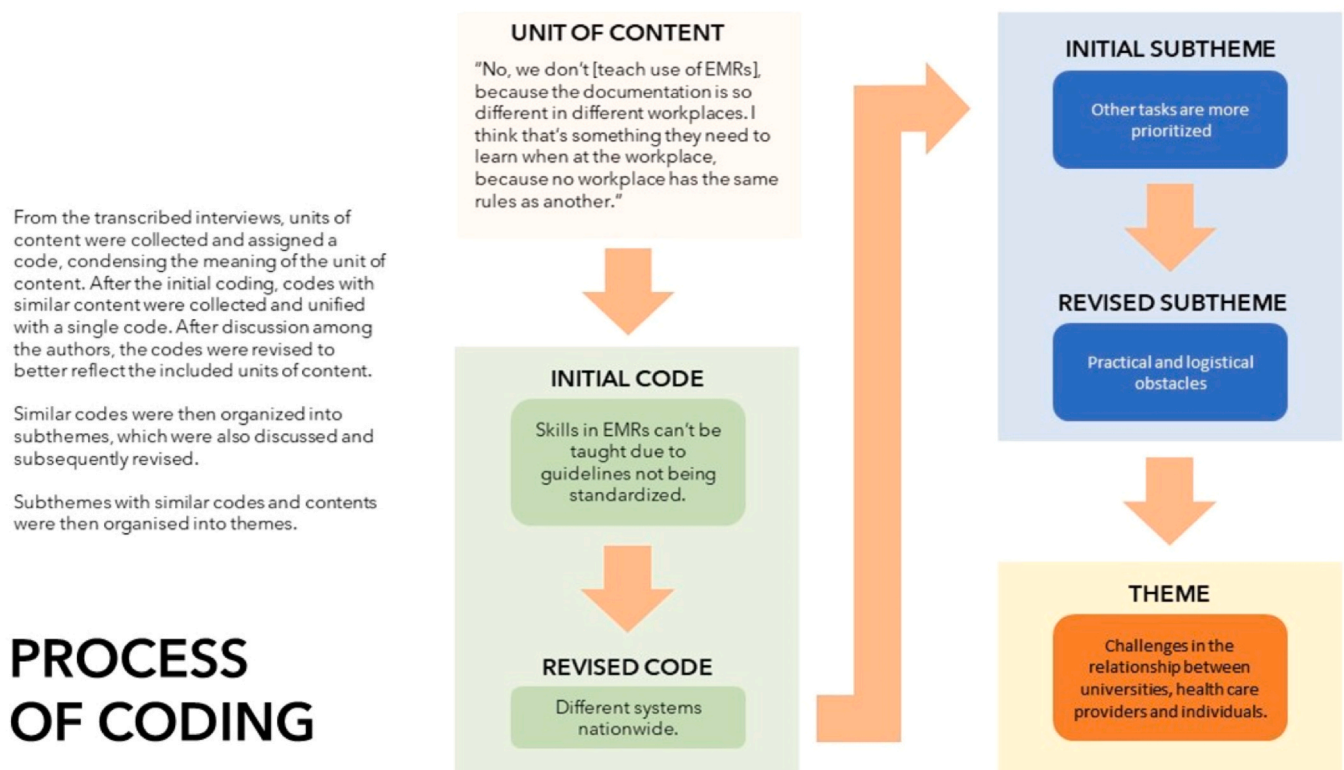 From the transcribed interviews, units of
content were collected and assigned a
code, condensing the meaning of the unit of
content. After the initial coding, codes with
similar content were collected and unified
with a single code. After discussion among
the authors, the codes were revised to
better reflect the included units of content.
Similar codes were then organized into
subthemes, which were also discussed and
subsequently revised.
Subthemes with similar codes and contents
were then organised into themes.
PROCESS
OF CODING
UNIT OF CONTENT
"No, we don't [teach use of EMRs],
because the documentation is so
different in different workplaces. I
think that's something they need to
learn when at the workplace,
because no workplace has the same
rules as another."
INITIAL CODE
Skills in EMRs can't be
taught due to
guidelines not being
standardized.
REVISED CODE
Different systems
nationwide.
INITIAL SUBTHEME
Other tasks are more
prioritized
REVISED SUBTHEME
Practical and logistical
obstacles
THEME
Challenges in the
relationship between
universities, health care
providers and individuals.